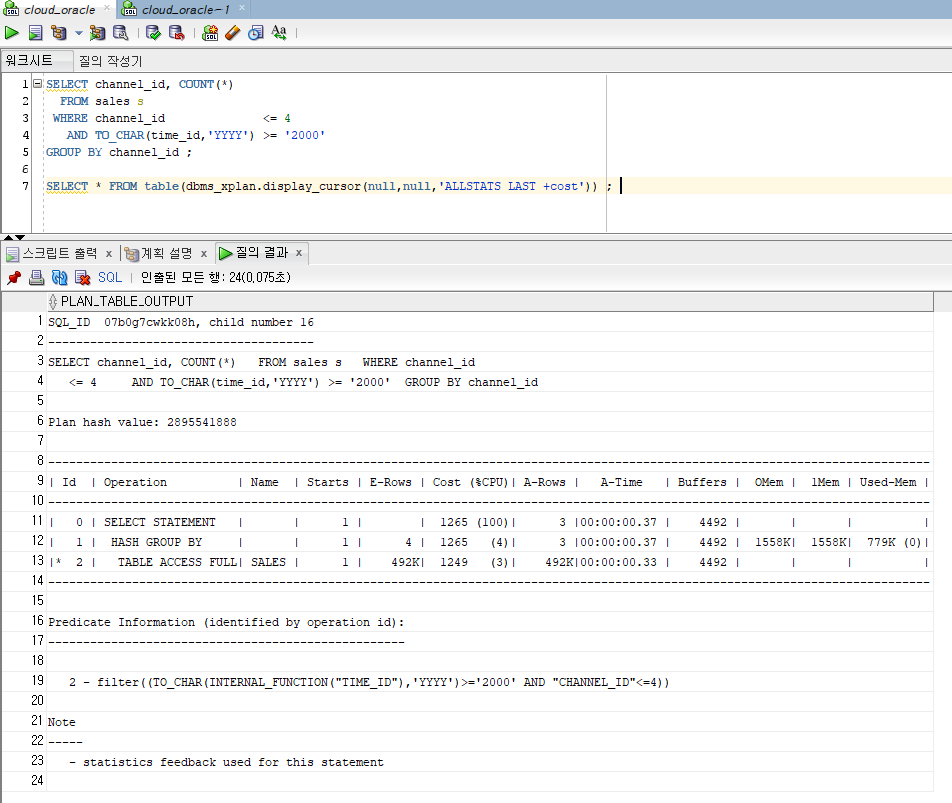 cloud_oracle × cloud_oracle~1 ×
워크시트 질의 작성기
1 SELECT channel_id, COUNT(*)
2 FROM sales s
3 WHERE channel_id <= 4
4 AND TO_CHAR(time_id,'YYYY') >= '2000'
5 GROUP BY channel_id ;
6
7 SELECT * FROM table(dbms_xplan.display_cursor(null,null,'ALLSTATS LAST +cost')) ;
스크립트 출력 × 계획 설명 × 질의 결과 ×
SQL | 인출된 모든 행: 24(0,075초)
PLAN_TABLE_OUTPUT
1 SQL_ID 07b0g7cwkk08h, child number 16
2 --------------------------------------
3 SELECT channel_id, COUNT(*) FROM sales s WHERE channel_id
4 <= 4 AND TO_CHAR(time_id,'YYYY') >= '2000' GROUP BY channel_id
5
6 Plan hash value: 2895541888
7
8 ------------------------------------------------------------------------------------------------------------------------------
9 | Id | Operation | Name | Starts | E-Rows | Cost (%CPU)| A-Rows | A-Time | Buffers | OMem | 1Mem | Used-Mem |
10 ------------------------------------------------------------------------------------------------------------------------------
11 | 0 | SELECT STATEMENT | | 1 | | 1265 (100)| 3 |00:00:00.37 | 4492 | | | |
12 | 1 | HASH GROUP BY | | 1 | 4 | 1265 (4)| 3 |00:00:00.37 | 4492 | 1558K| 1558K| 779K (0)|
13 |* 2 | TABLE ACCESS FULL| SALES | 1 | 492K| 1249 (3)| 492K|00:00:00.33 | 4492 | | | |
14 ------------------------------------------------------------------------------------------------------------------------------
15
16 Predicate Information (identified by operation id):
17 ---------------------------------------------------
18
19 2 - filter((TO_CHAR(INTERNAL_FUNCTION("TIME_ID"),'YYYY')>='2000' AND "CHANNEL_ID"<=4))
20
21 Note
22 -----
23 - statistics feedback used for this statement
24